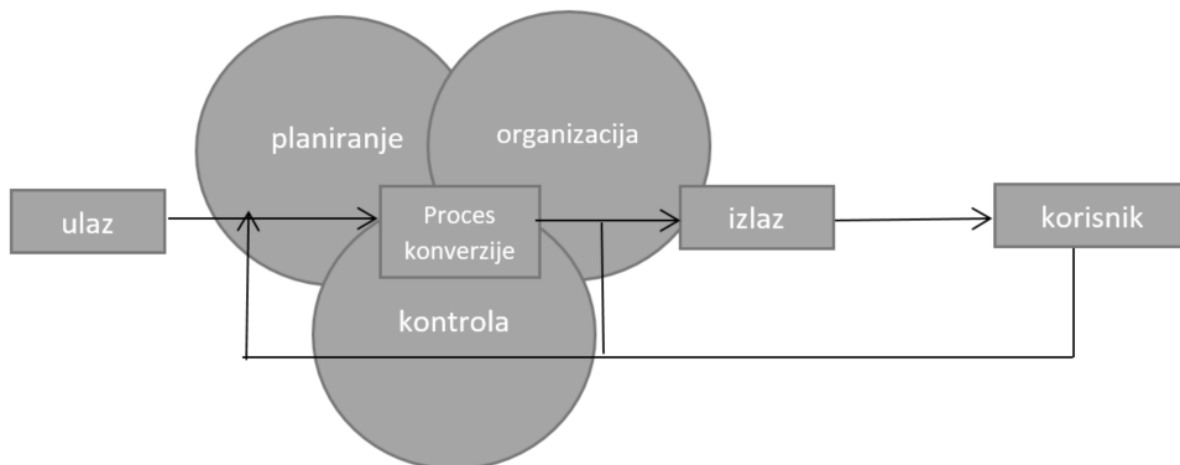 planiranje
organizacija
ulaz
Proces
konverzije
izlaz
korisnik
kontrola